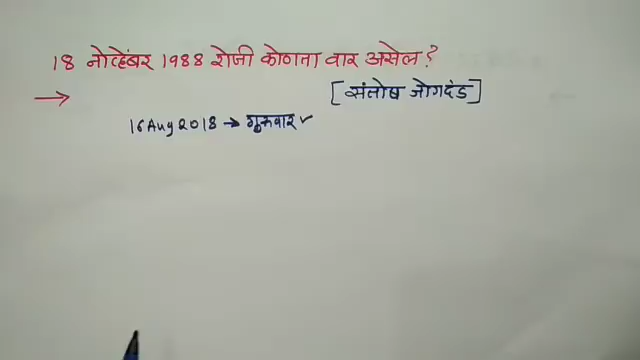 18 नोव्हेंबर 1988 रोजी कोणता वार असेल?
→ [संतोष जोगदंड]
16 Aug 2018 → गुरुवार ✓